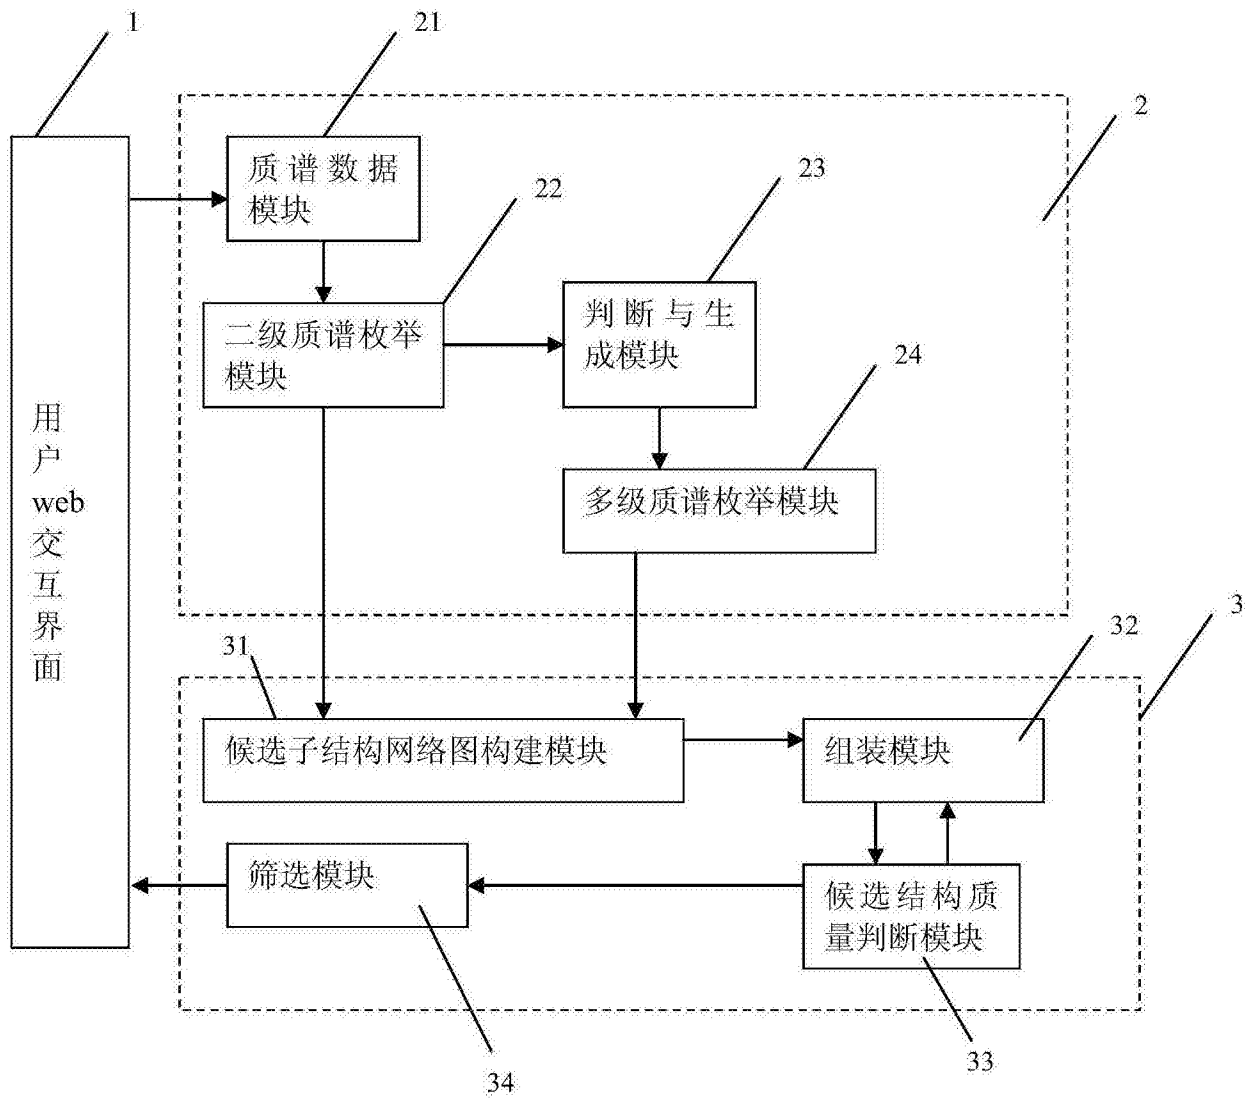 1
21
2
质谱数据
模块
22
23
二级质谱枚举
模块
判断与生
成模块
24
多级质谱枚举模块
用
户
web
交
互
界
面
3
31
32
候选子结构网络图构建模块
组装模块
筛选模块
候选结构质
量判断模块
33
34